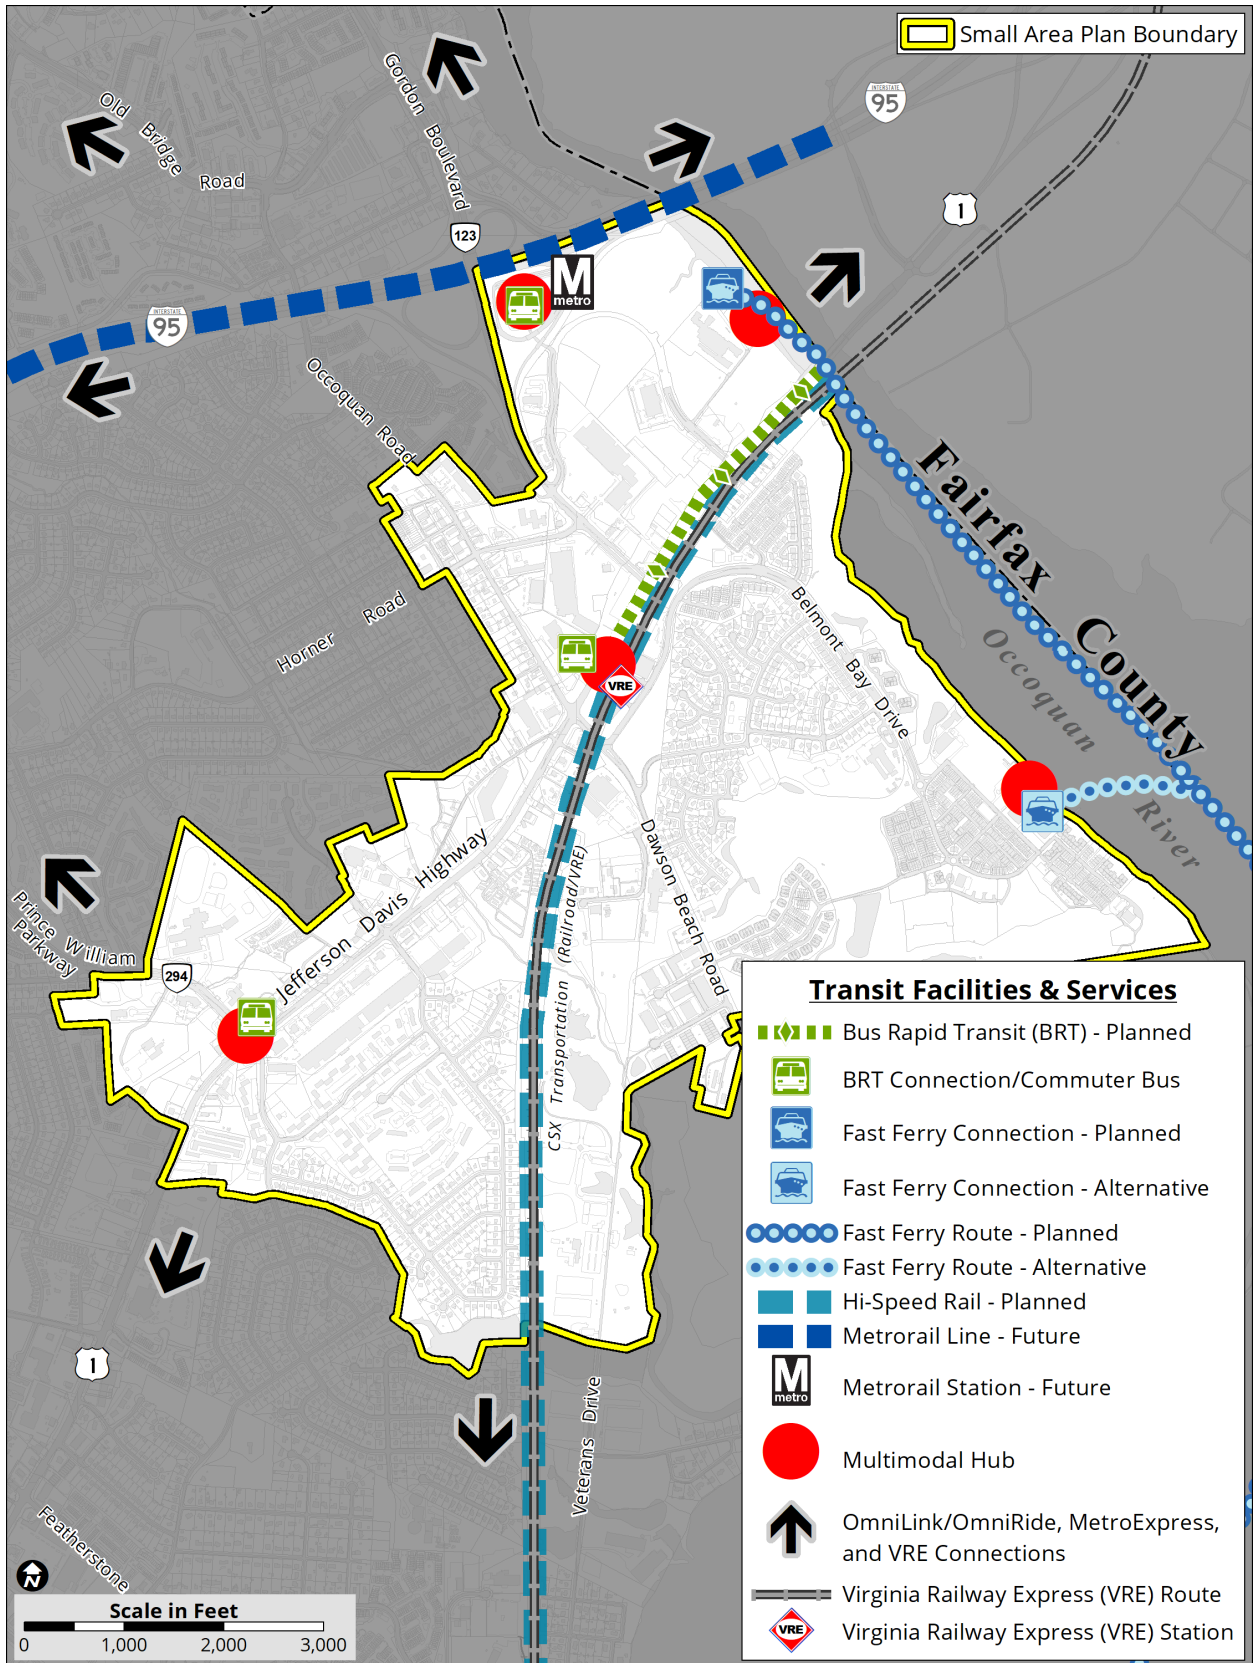 Small Area Plan Boundary
INTERSTATE
95
Gordon Boulevard
Old Bridge Road
123
1
M
metro
INTERSTATE
95
Occoquan Road
Fairfax County
Horner Road
Belmont Bay Drive
Occoquan River
VRE
Jefferson Davis Highway
Dawson Beach Road
CSX Transportation (Railroad/VRE)
Prince William
Parkway
294
1
Veterans Drive
Featherstone
N
Scale in Feet
0 1,000 2,000 3,000
Transit Facilities & Services
Bus Rapid Transit (BRT) - Planned
BRT Connection/Commuter Bus
Fast Ferry Connection - Planned
Fast Ferry Connection - Alternative
Fast Ferry Route - Planned
Fast Ferry Route - Alternative
Hi-Speed Rail - Planned
Metrorail Line - Future
M
metro
Metrorail Station - Future
Multimodal Hub
OmniLink/OmniRide, MetroExpress,
and VRE Connections
Virginia Railway Express (VRE) Route
VRE
Virginia Railway Express (VRE) Station